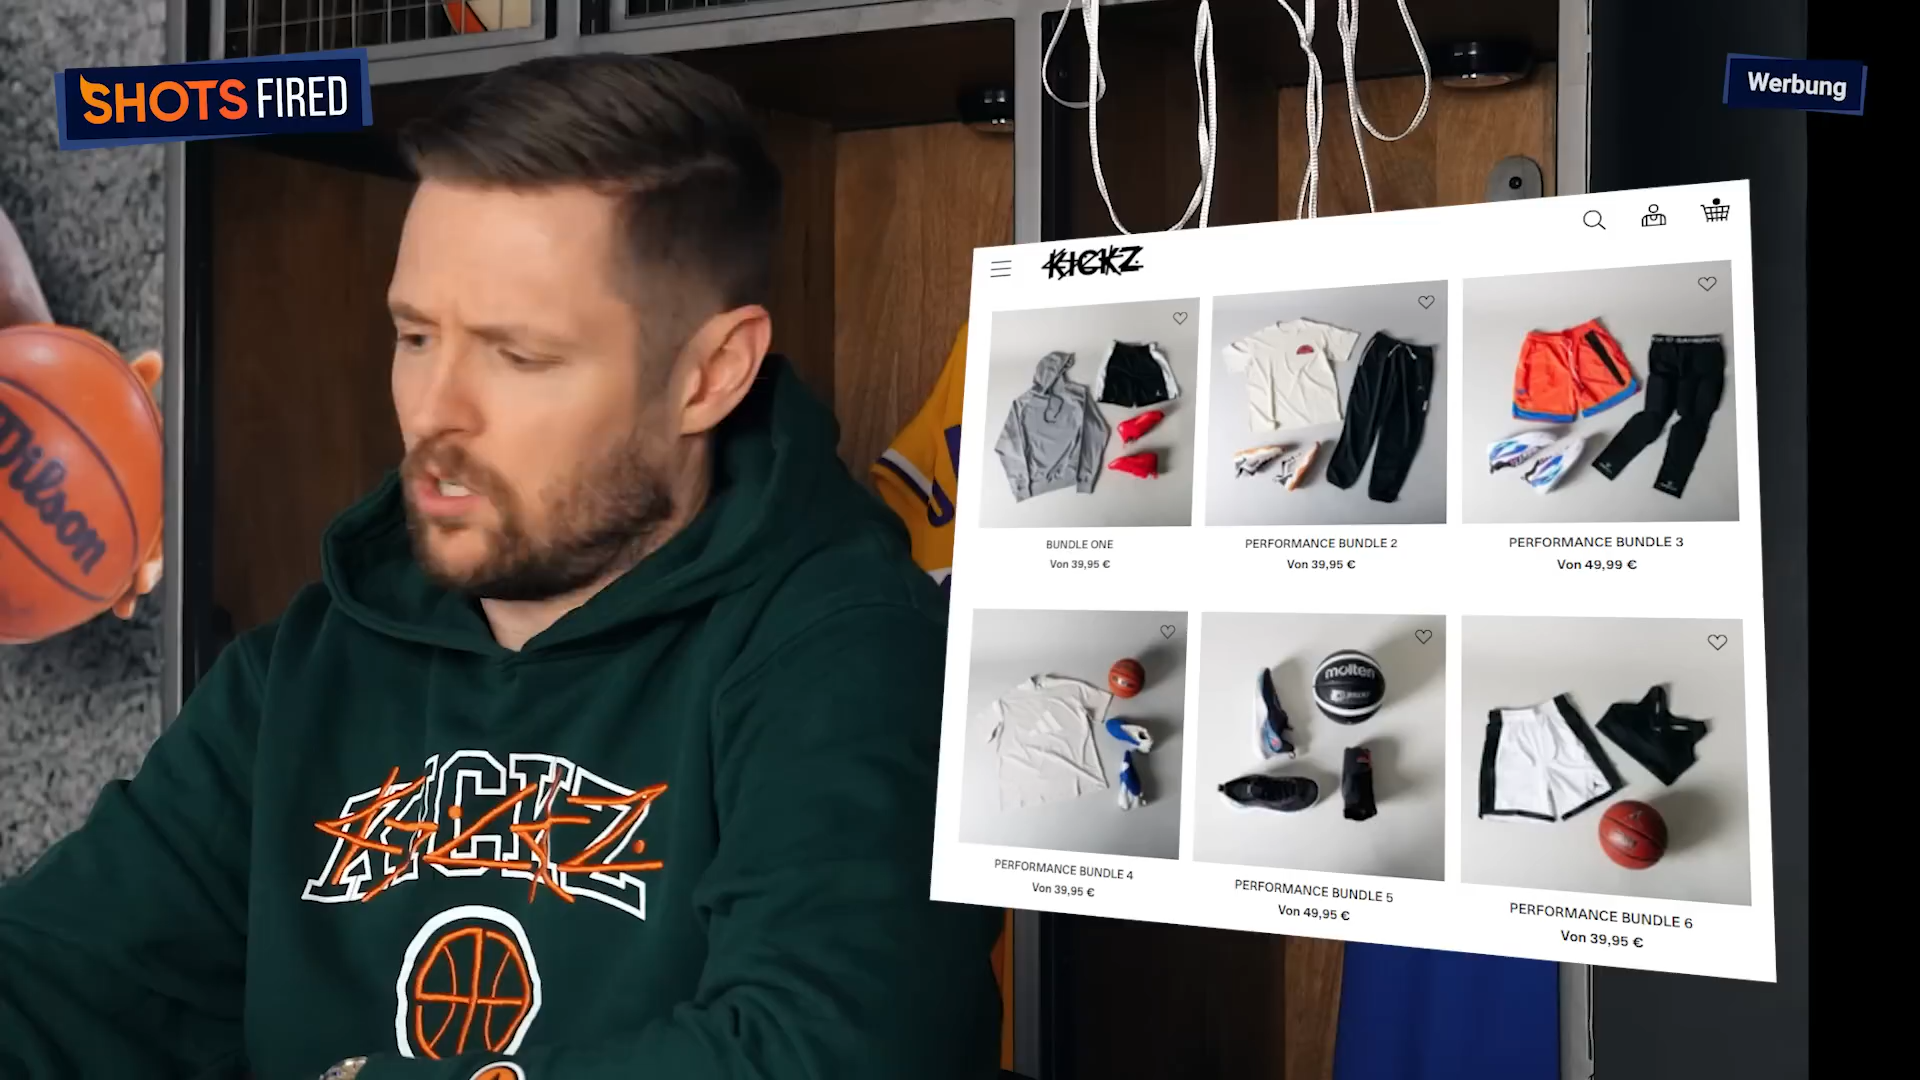 SHOTS FIRED
Werbung
KICKZ
BUNDLE ONE
Von 39,95 €
PERFORMANCE BUNDLE 2
Von 39,95 €
PERFORMANCE BUNDLE 3
Von 49,99 €
molten
PERFORMANCE BUNDLE 4
Von 39,95 €
PERFORMANCE BUNDLE 5
Von 49,95 €
PERFORMANCE BUNDLE 6
Von 39,95 €
Wilson
KICKZ